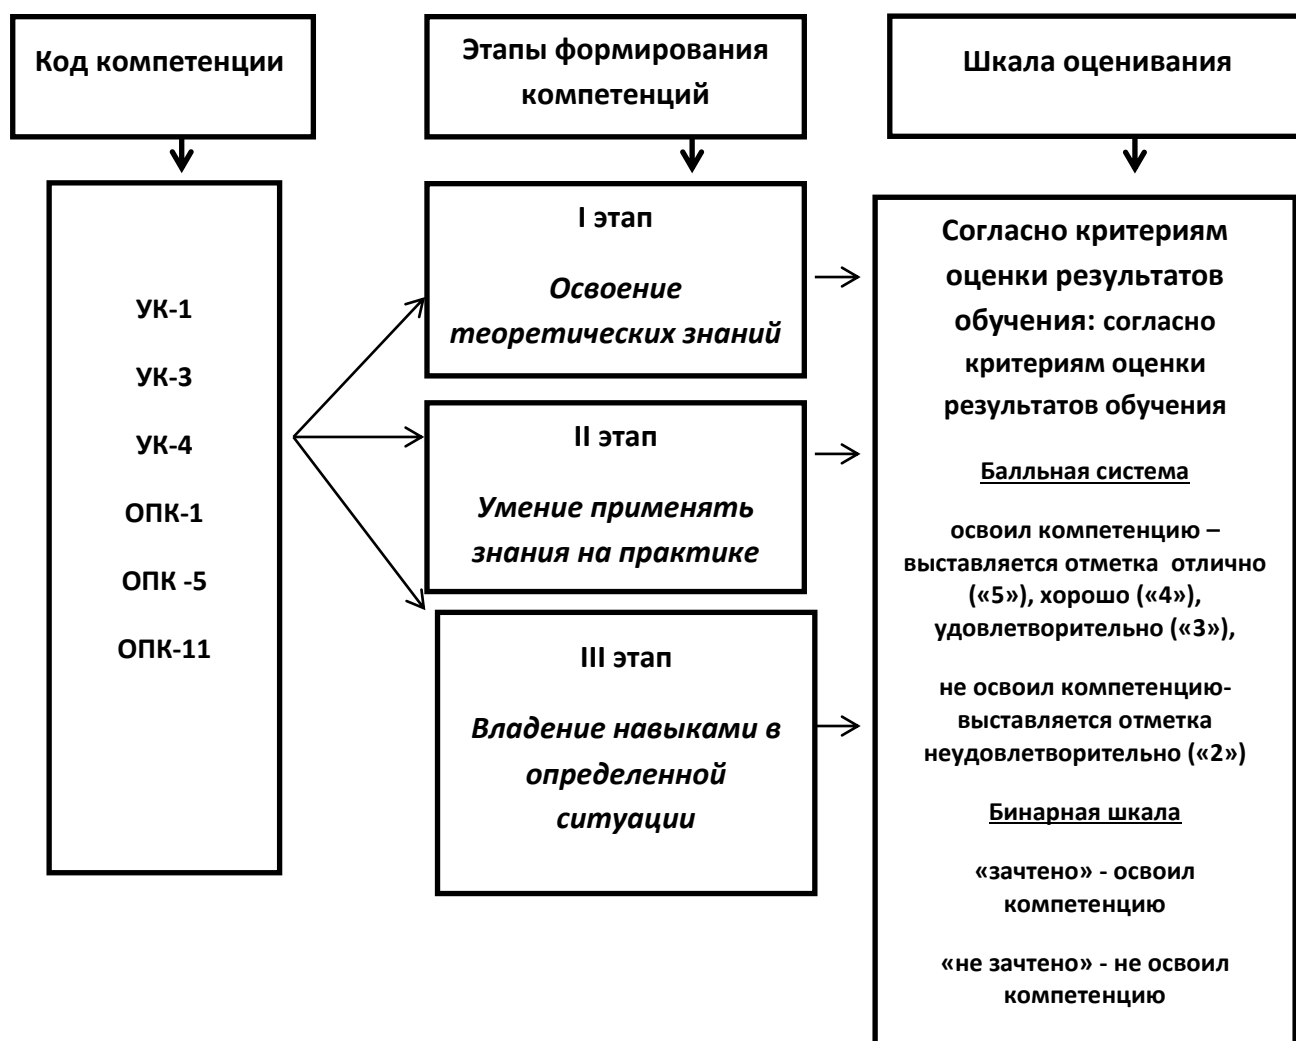 Код компетенции
Этапы формирования
компетенций
Шкала оценивания
УК-1
УК-3
УК-4
ОПК-1
ОПК -5
ОПК-11
I этап
Освоение
теоретических знаний
II этап
Умение применять
знания на практике
III этап
Владение навыками в
определенной
ситуации
Согласно критериям
оценки результатов
обучения: согласно
критериям оценки
результатов обучения
Балльная система
освоил компетенцию –
выставляется отметка отлично
(«5»), хорошо («4»),
удовлетворительно («3»),
не освоил компетенцию-
выставляется отметка
неудовлетворительно («2»)
Бинарная шкала
«зачтено» - освоил
компетенцию
«не зачтено» - не освоил
компетенцию